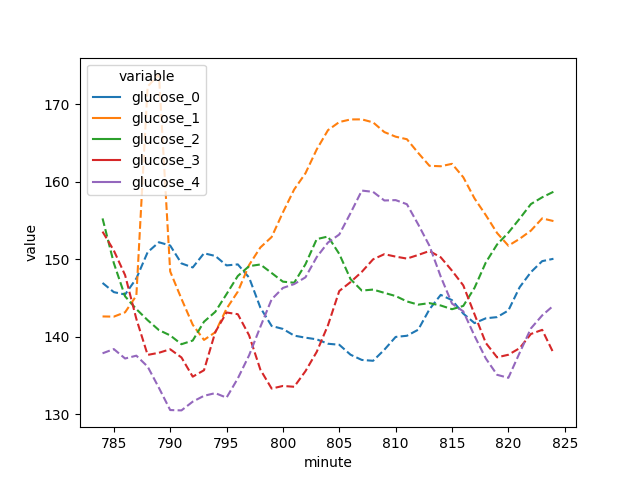 variable
glucose_0
glucose_1
glucose_2
glucose_3
glucose_4
170
160
150
140
130
value
785 790 795 800 805 810 815 820 825
minute